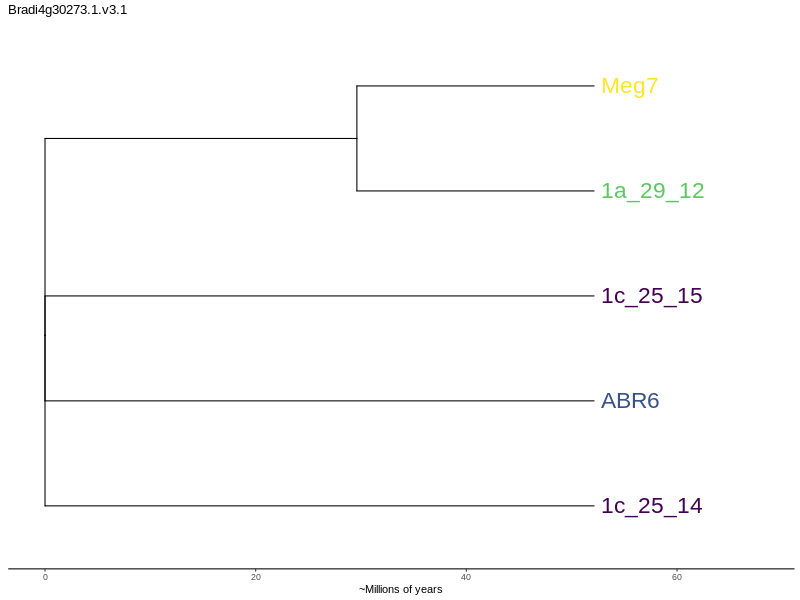 Bradi4g30273.1.v3.1
Meg7
1a_29_12
1c_25_15
ABR6
1c_25_14
0 20 40 60
~Millions of years